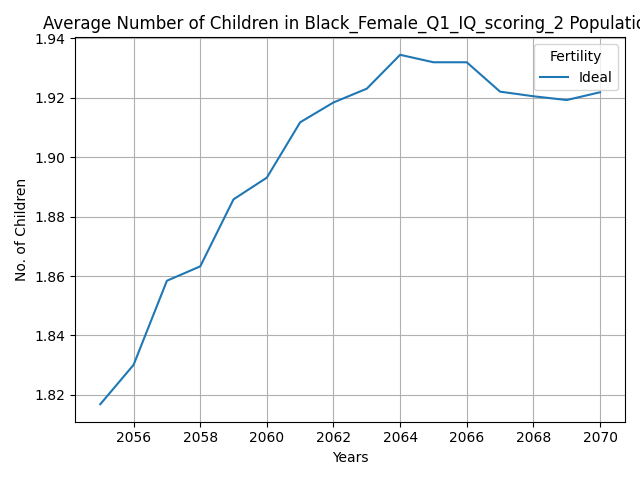 Average Number of Children in Black_Female_Q1_IQ_scoring_2 Populatio
1.94
1.92
1.90
1.88
1.86
1.84
1.82
No. of Children
Fertility
Ideal
2056 2058 2060 2062 2064 2066 2068 2070
Years